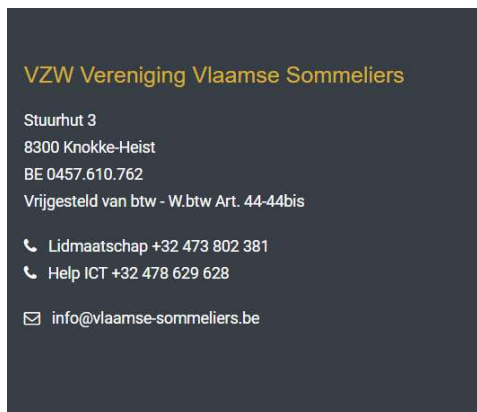 VZW Vereniging Vlaamse Sommeliers
Stuurhut 3
8300 Knokke-Heist
BE 0457.610.762
Vrijgesteld van btw - W.btw Art. 44-44bis
Lidmaatschap +32 473 802 381
Help ICT +32 478 629 628
info@vlaamse-sommeliers.be